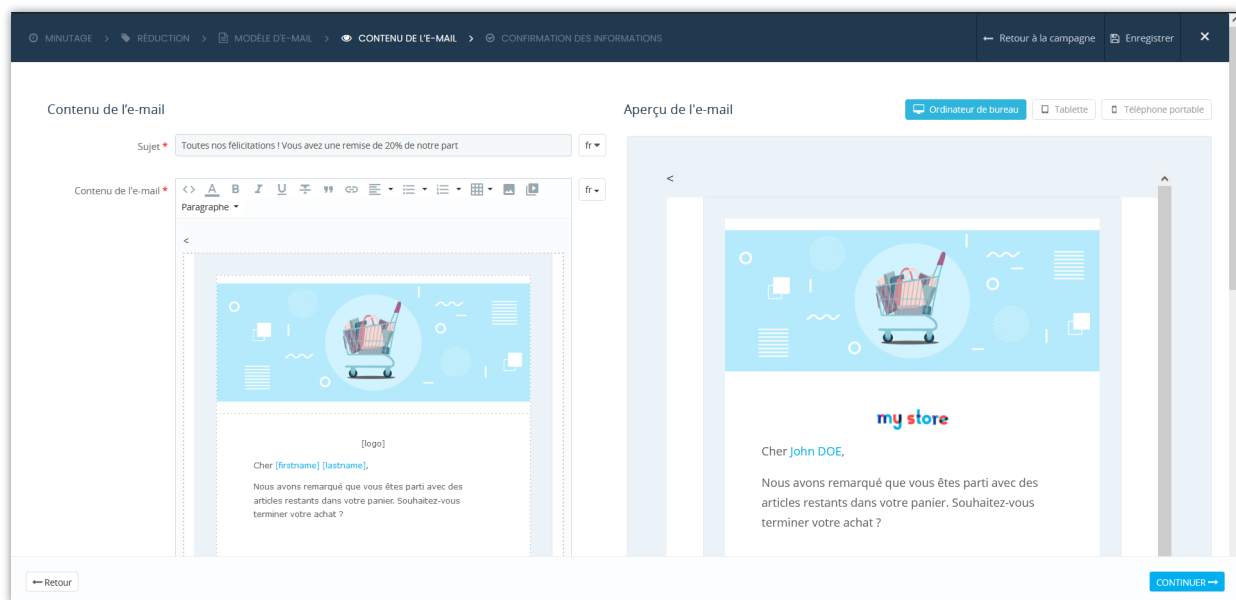 MINUTAGE > RÉDUCTION > MODÈLE D'E-MAIL > CONTENU DE L'E-MAIL > CONFIRMATION DES INFORMATIONS
← Retour à la campagne Enregistrer ×
Contenu de l'e-mail
Sujet * Toutes nos félicitations ! Vous avez une remise de 20% de notre part fr
Contenu de l'e-mail * <> A B I U fr
Paragraphe
<
[logo]
Cher [firstname] [lastname],
Nous avons remarqué que vous êtes parti avec des
articles restants dans votre panier. Souhaitez-vous
terminer votre achat ?
Aperçu de l'e-mail
Ordinateur de bureau Tablette Téléphone portable
<
my store
Cher John DOE,
Nous avons remarqué que vous êtes parti avec des
articles restants dans votre panier. Souhaitez-vous
terminer votre achat ?
← Retour
CONTINUER →